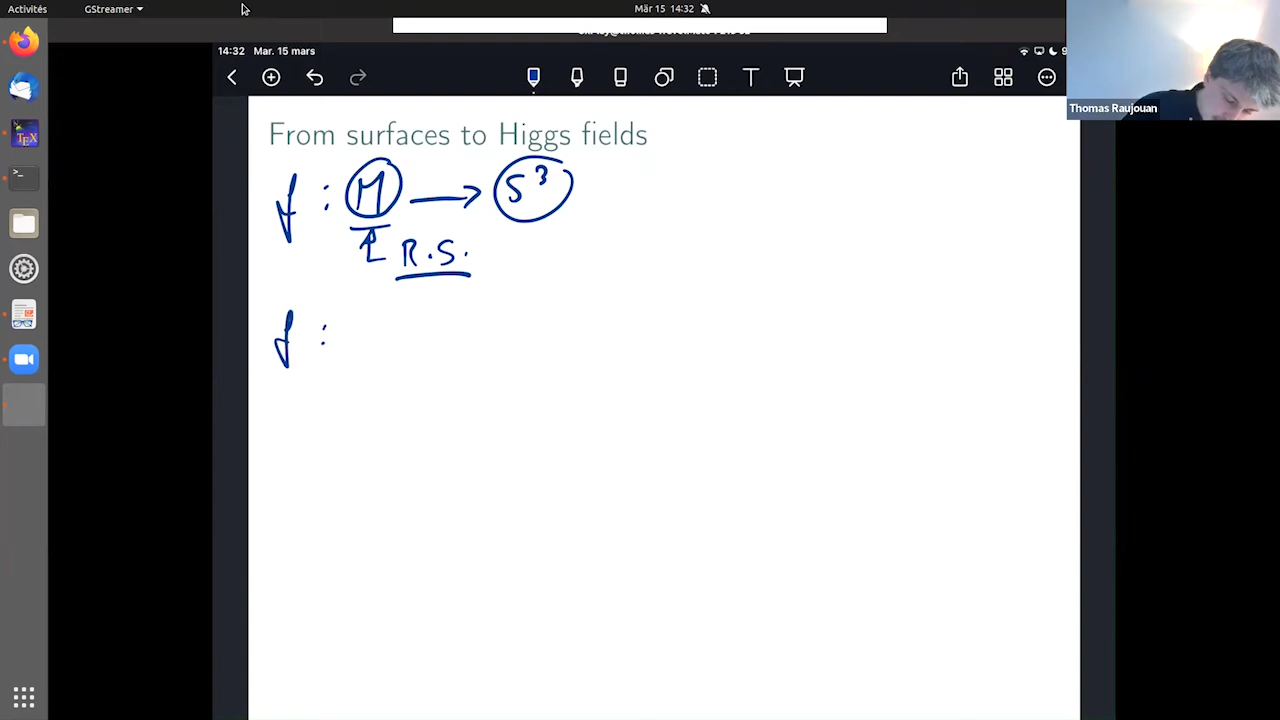 Activités
GStreamer
Mär 15 14:32
14:32 Mar. 15 mars
Thomas Raujouan
From surfaces to Higgs fields
f : M → S³
R.S.
f :
TEX